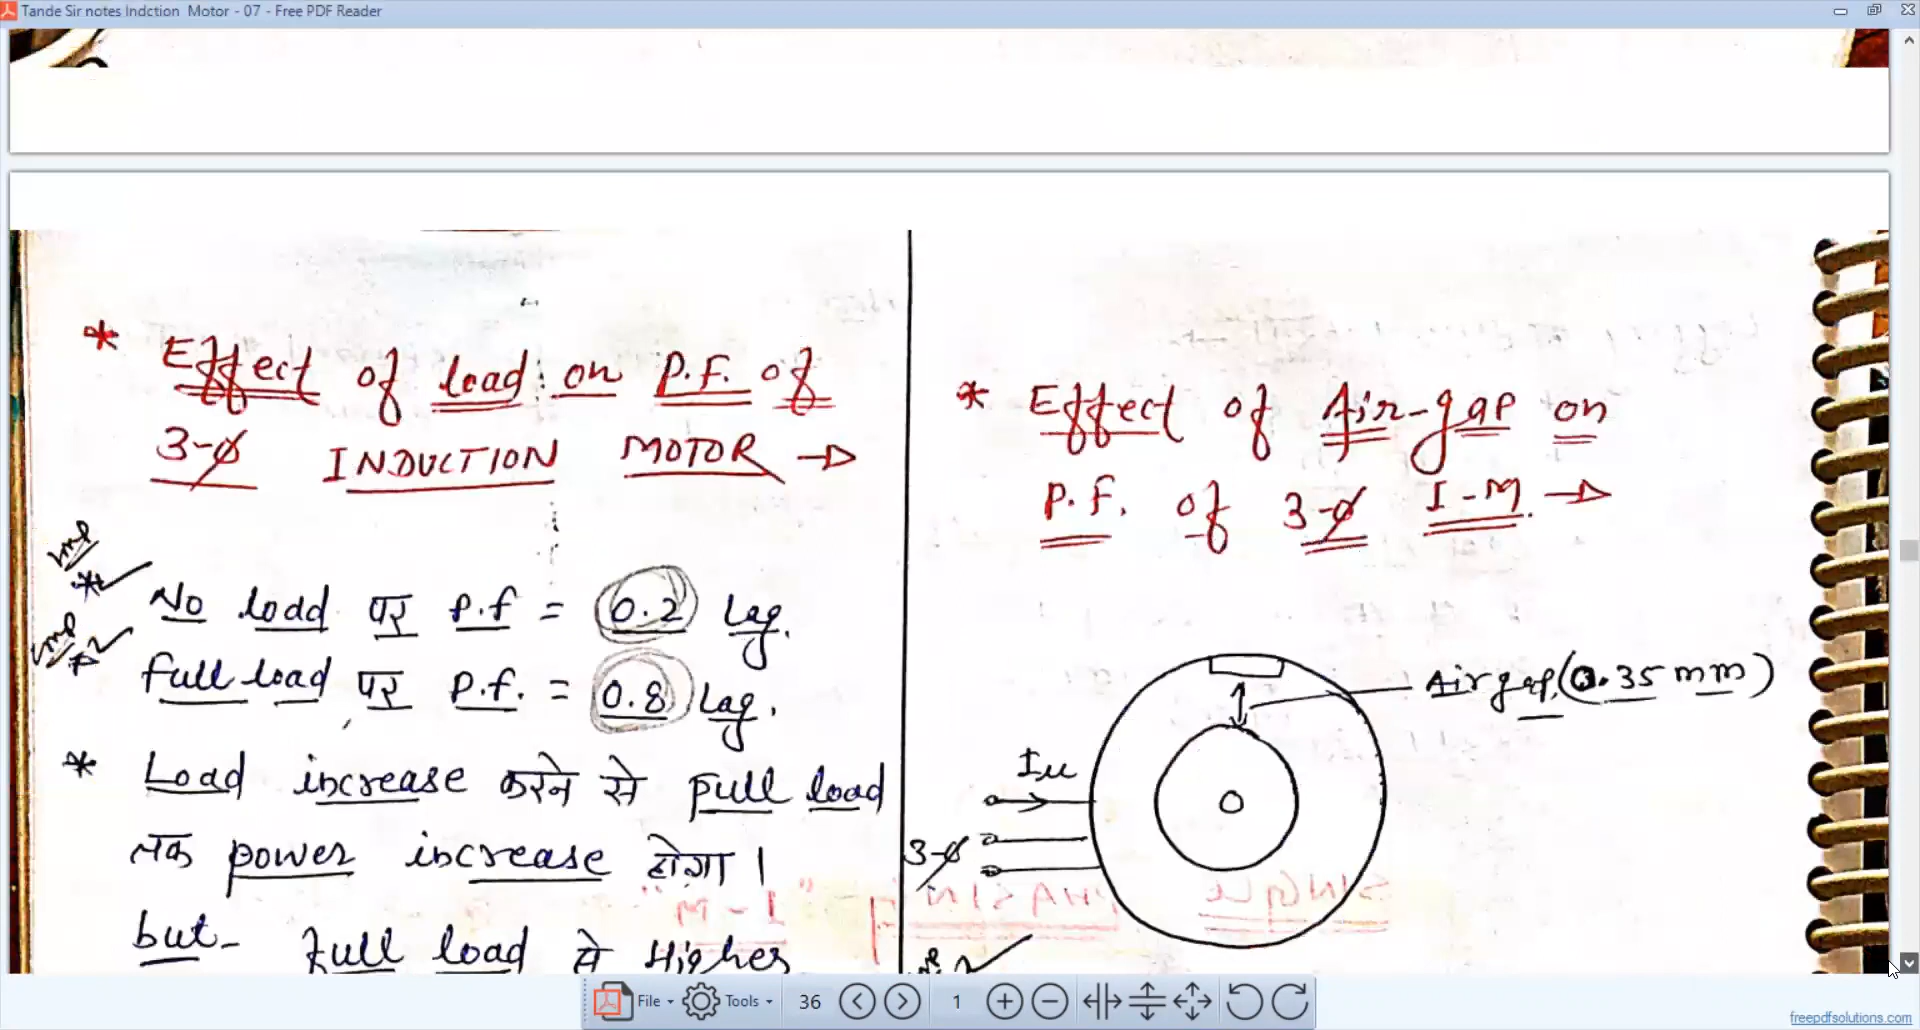 Tande Sir notes Indction Motor - 07 - Free PDF Reader
* Effect of load on P.F. of
3-φ INDUCTION MOTOR →
Imp
* No load पर P.f = 0.2 Lag.
Imp
* full load पर P.f. = 0.8 Lag.
* Load increase करने से full load
तक power increase होगा ।
but- full load से Higher
* Effect of Air-gap on
P.F. of 3-φ I-M. →
Air gap (0.35 mm)
Iμ
3-φ
File
Tools
36
1
freepdfsolutions.com